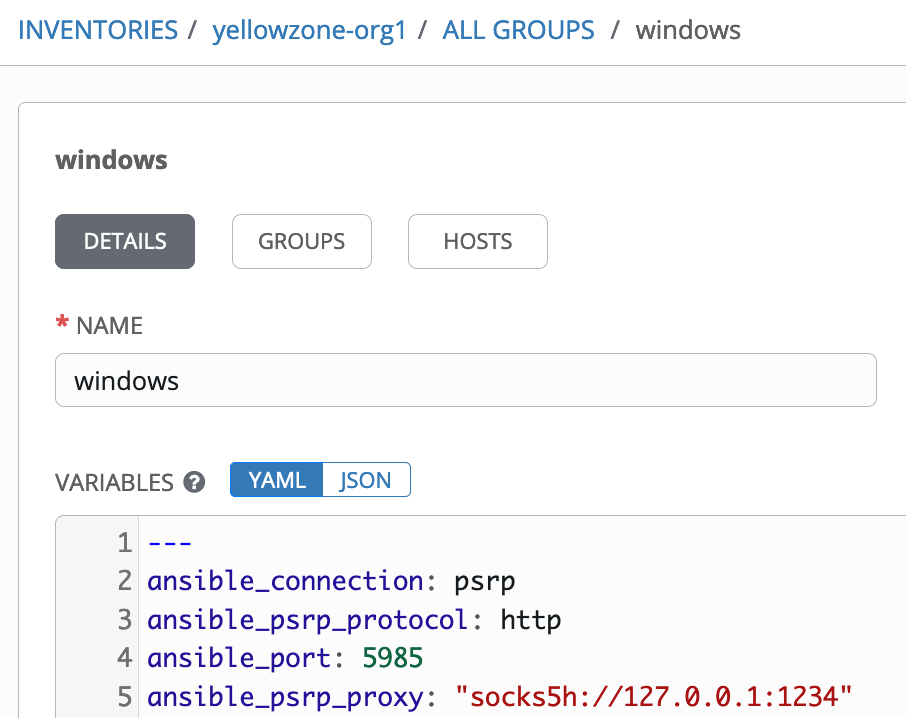 INVENTORIES / yellowzone-org1 / ALL GROUPS / windows
windows
DETAILS GROUPS HOSTS
* NAME
windows
VARIABLES ? YAML JSON
1 ---
2 ansible_connection: psrp
3 ansible_psrp_protocol: http
4 ansible_port: 5985
5 ansible_psrp_proxy: "socks5h://127.0.0.1:1234"